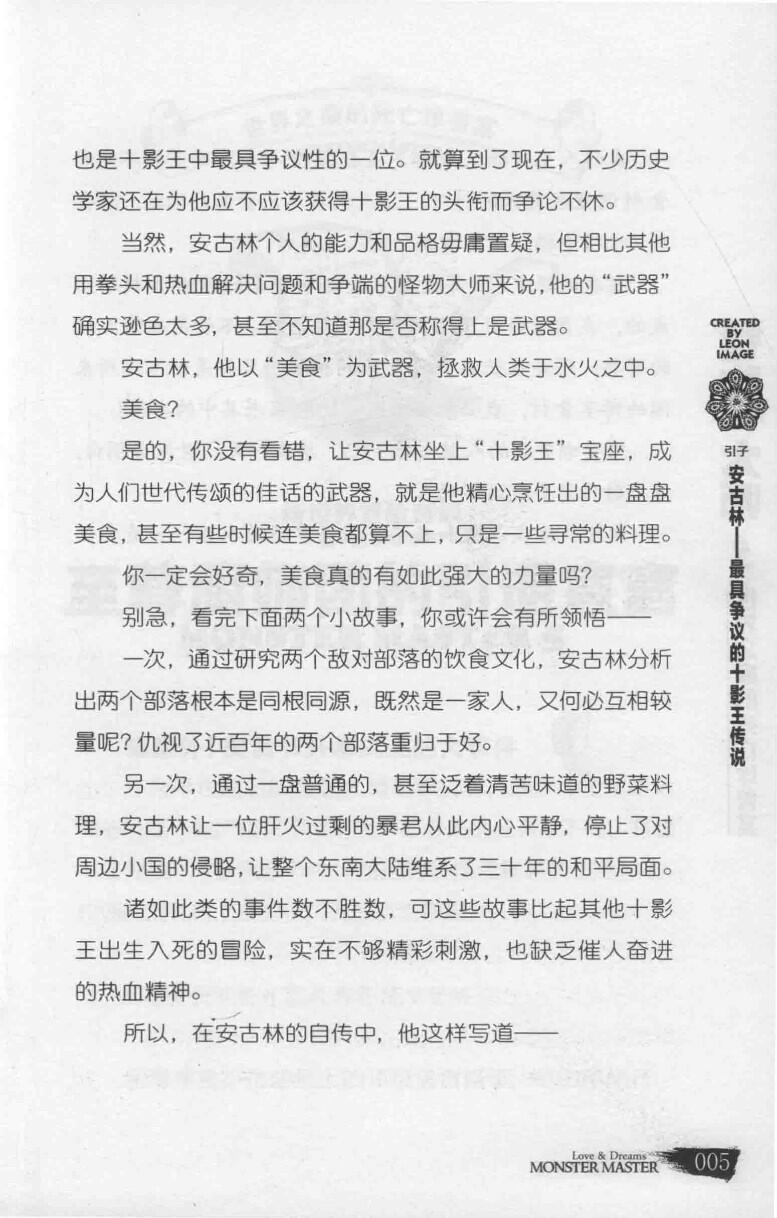 也是十影王中最具争议性的一位。就算到了现在，不少历史
学家还在为他应不应该获得十影王的头衔而争论不休。
当然，安古林个人的能力和品格毋庸置疑，但相比其他
用拳头和热血解决问题和争端的怪物大师来说，他的“武器”
确实逊色太多，甚至不知道那是否称得上是武器。
安古林，他以“美食”为武器，拯救人类于水火之中。
美食？
是的，你没有看错，让安古林坐上“十影王”宝座，成
为人们世代传颂的佳话的武器，就是他精心烹饪出的一盘盘
美食，甚至有些时候连美食都算不上，只是一些寻常的料理。
你一定会好奇，美食真的有如此强大的力量吗？
别急，看完下面两个小故事，你或许会有所领悟——
一次，通过研究两个敌对部落的饮食文化，安古林分析
出两个部落根本是同根同源，既然是一家人，又何必互相较
量呢？仇视了近百年的两个部落重归于好。
另一次，通过一盘普通的，甚至泛着清苦味道的野菜料
理，安古林让一位肝火过剩的暴君从此内心平静，停止了对
周边小国的侵略，让整个东南大陆维系了三十年的和平局面。
诸如此类的事件数不胜数，可这些故事比起其他十影
王出生入死的冒险，实在不够精彩刺激，也缺乏催人奋进
的热血精神。
所以，在安古林的自传中，他这样写道——
CREATED
BY
LEON
IMAGE
引子
安古林——最具争议的十影王传说
Love & Dreams
MONSTER MASTER
005